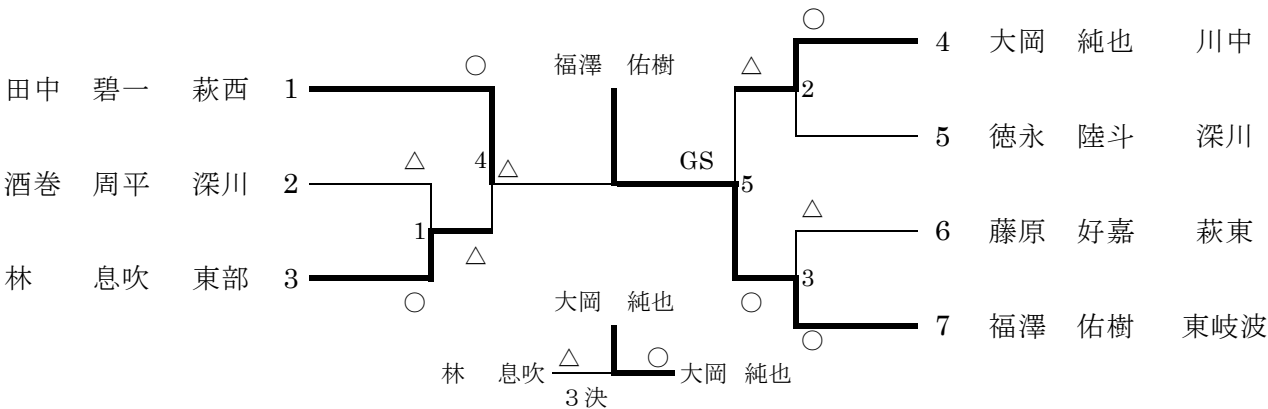 田中 碧一 萩西 1
酒巻 周平 深川 2
林 息吹 東部 3
○
△
4
△
1
△
○
福澤 佑樹
GS
5
△
○
○
2
△
3
○
4 大岡 純也 川中
5 徳永 陸斗 深川
6 藤原 好嘉 萩東
7 福澤 佑樹 東岐波
大岡 純也
林 息吹 △ ○ 大岡 純也
３決